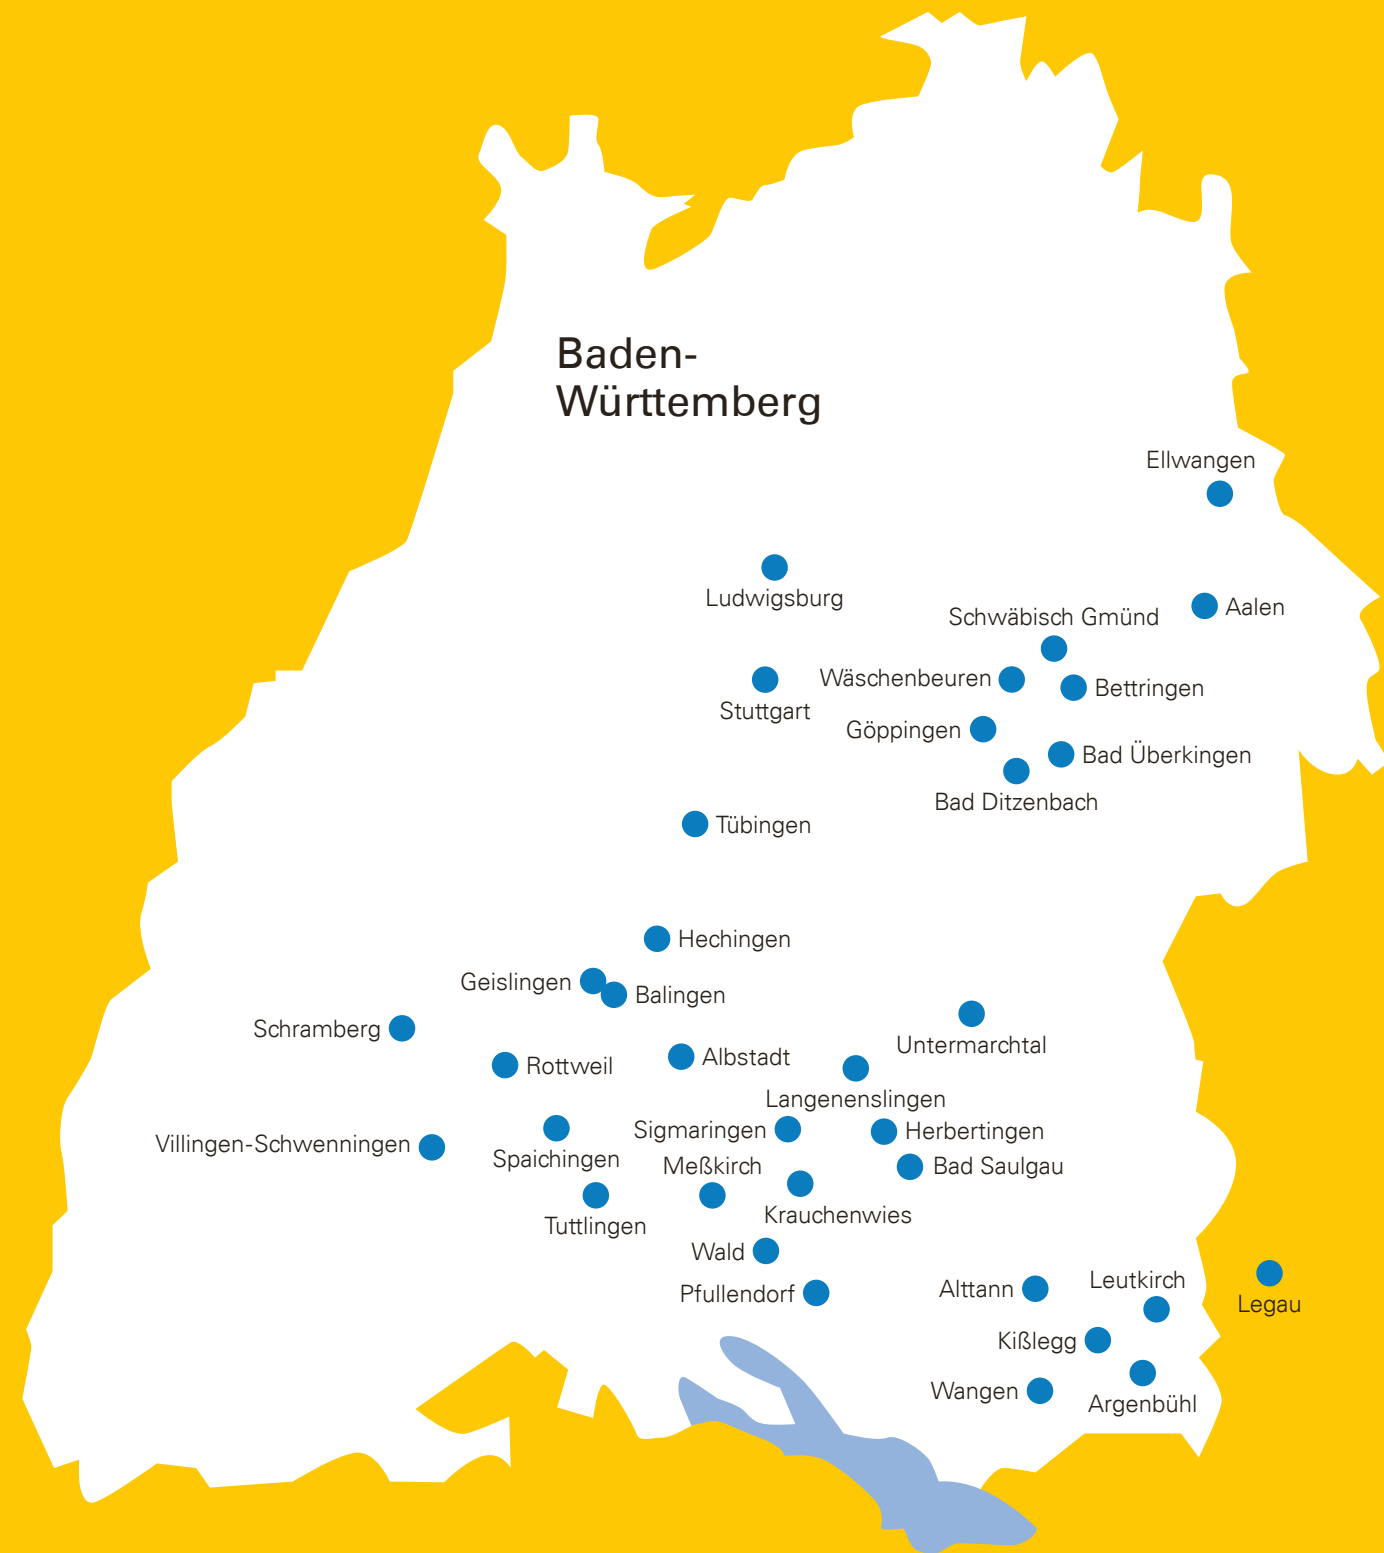 Baden-
Württemberg
Ellwangen
Ludwigsburg
Aalen
Schwäbisch Gmünd
Wäschenbeuren
Bettringen
Stuttgart
Göppingen
Bad Überkingen
Bad Ditzenbach
Tübingen
Hechingen
Geislingen
Balingen
Schramberg
Untermarchtal
Albstadt
Rottweil
Langenenslingen
Sigmaringen
Herbertingen
Villingen-Schwenningen
Spaichingen
Meßkirch
Bad Saulgau
Krauchenwies
Tuttlingen
Wald
Leutkirch
Alttann
Pfullendorf
Legau
Kißlegg
Wangen
Argenbühl